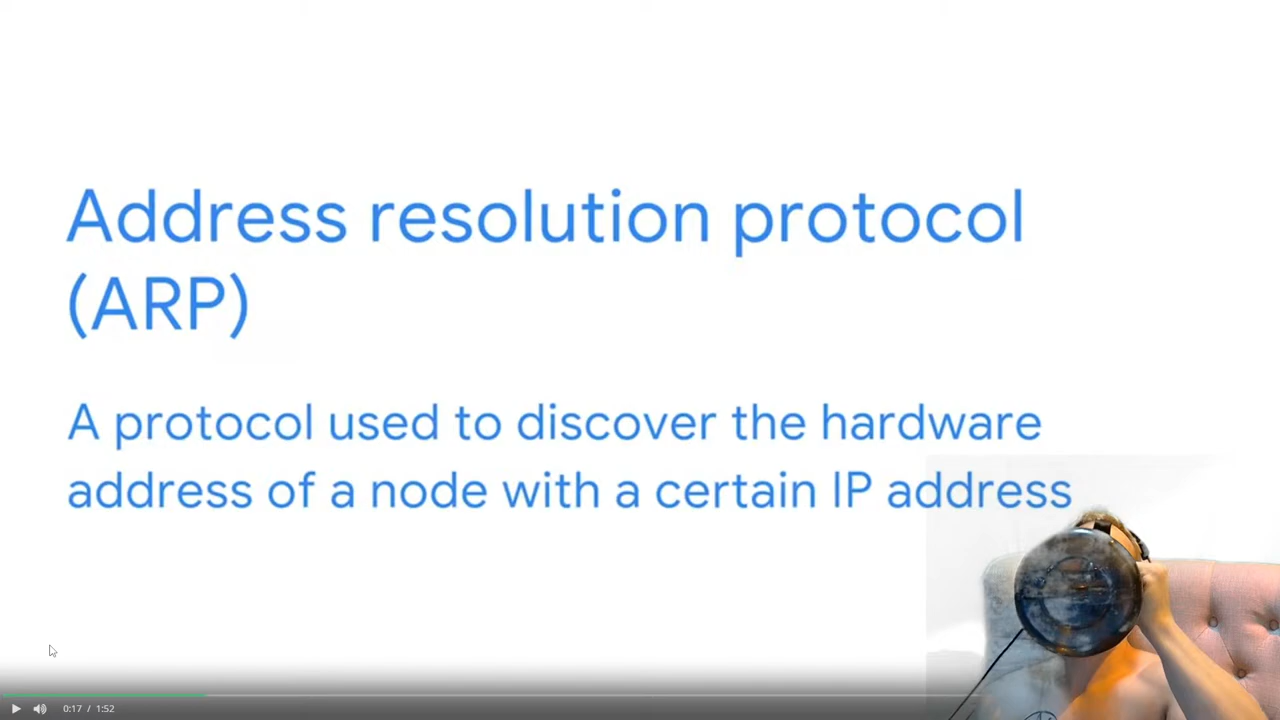 Address resolution protocol
(ARP)
A protocol used to discover the hardware
address of a node with a certain IP address
0:17 / 1:52